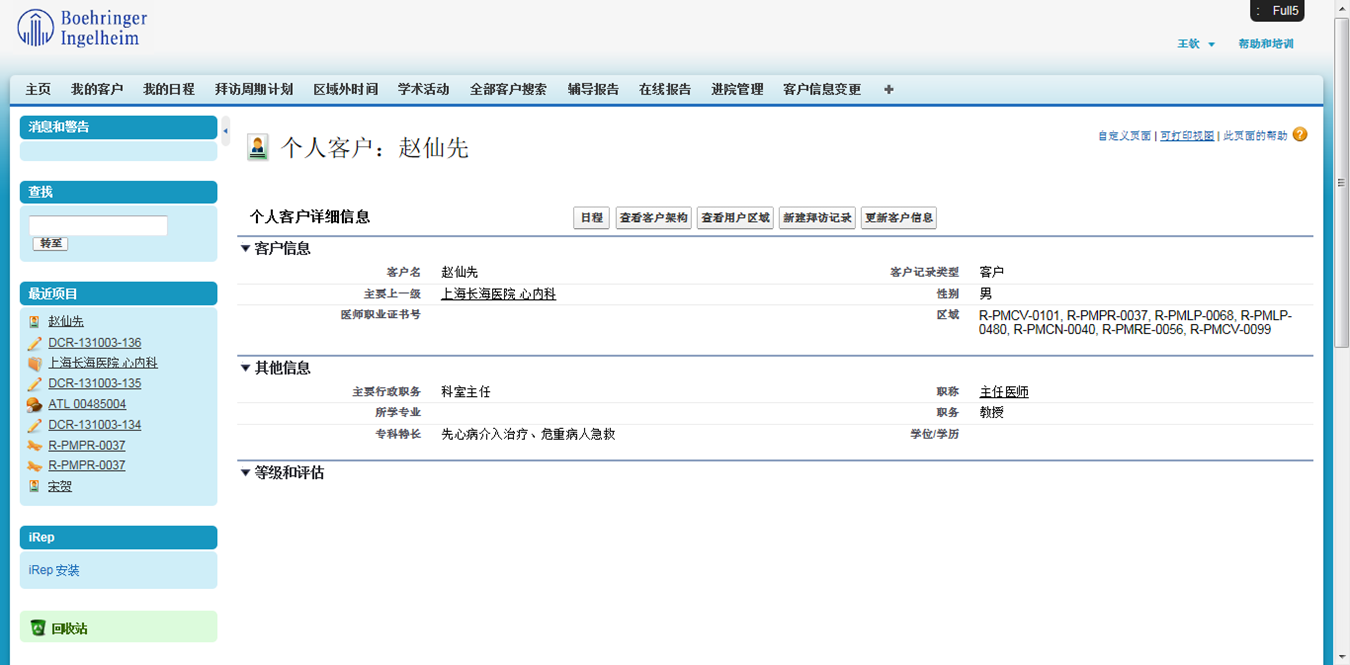 Boehringer
Ingelheim
: Full5
王钦 帮助和培训
主页 我的客户 我的日程 拜访周期计划 区域外时间 学术活动 全部客户搜索 辅导报告 在线报告 进院管理 客户信息变更 +
消息和警告
查找
转至
最近项目
赵仙先
DCR-131003-136
上海长海医院 心内科
DCR-131003-135
ATL 00485004
DCR-131003-134
R-PMPR-0037
R-PMPR-0037
宋贺
iRep
iRep 安装
回收站
个人客户：赵仙先
自定义页面 | 可打印视图 | 此页面的帮助 ?
个人客户详细信息
日程 查看客户架构 查看用户区域 新建拜访记录 更新客户信息
客户信息
客户名 赵仙先 客户记录类型 客户
主要上一级 上海长海医院 心内科 性别 男
医师职业证书号 区域 R-PMCV-0101, R-PMPR-0037, R-PMLP-0068, R-PMLP-
0480, R-PMCN-0040, R-PMRE-0056, R-PMCV-0099
其他信息
主要行政职务 科室主任 职称 主任医师
所学专业 职务 教授
专科特长 先心病介入治疗、危重病人急救 学位/学历
等级和评估